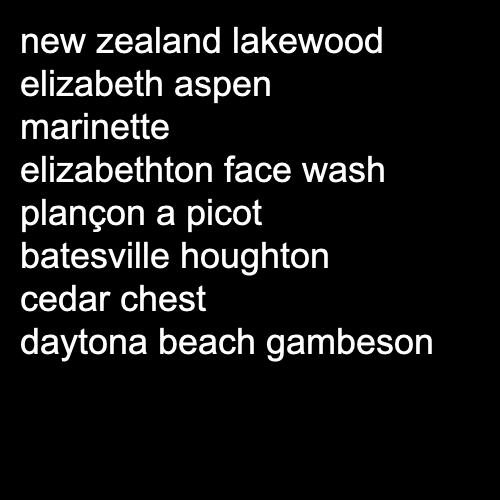 new zealand lakewood
elizabeth aspen
marinette
elizabethton face wash
plançon a picot
batesville houghton
cedar chest
daytona beach gambeson